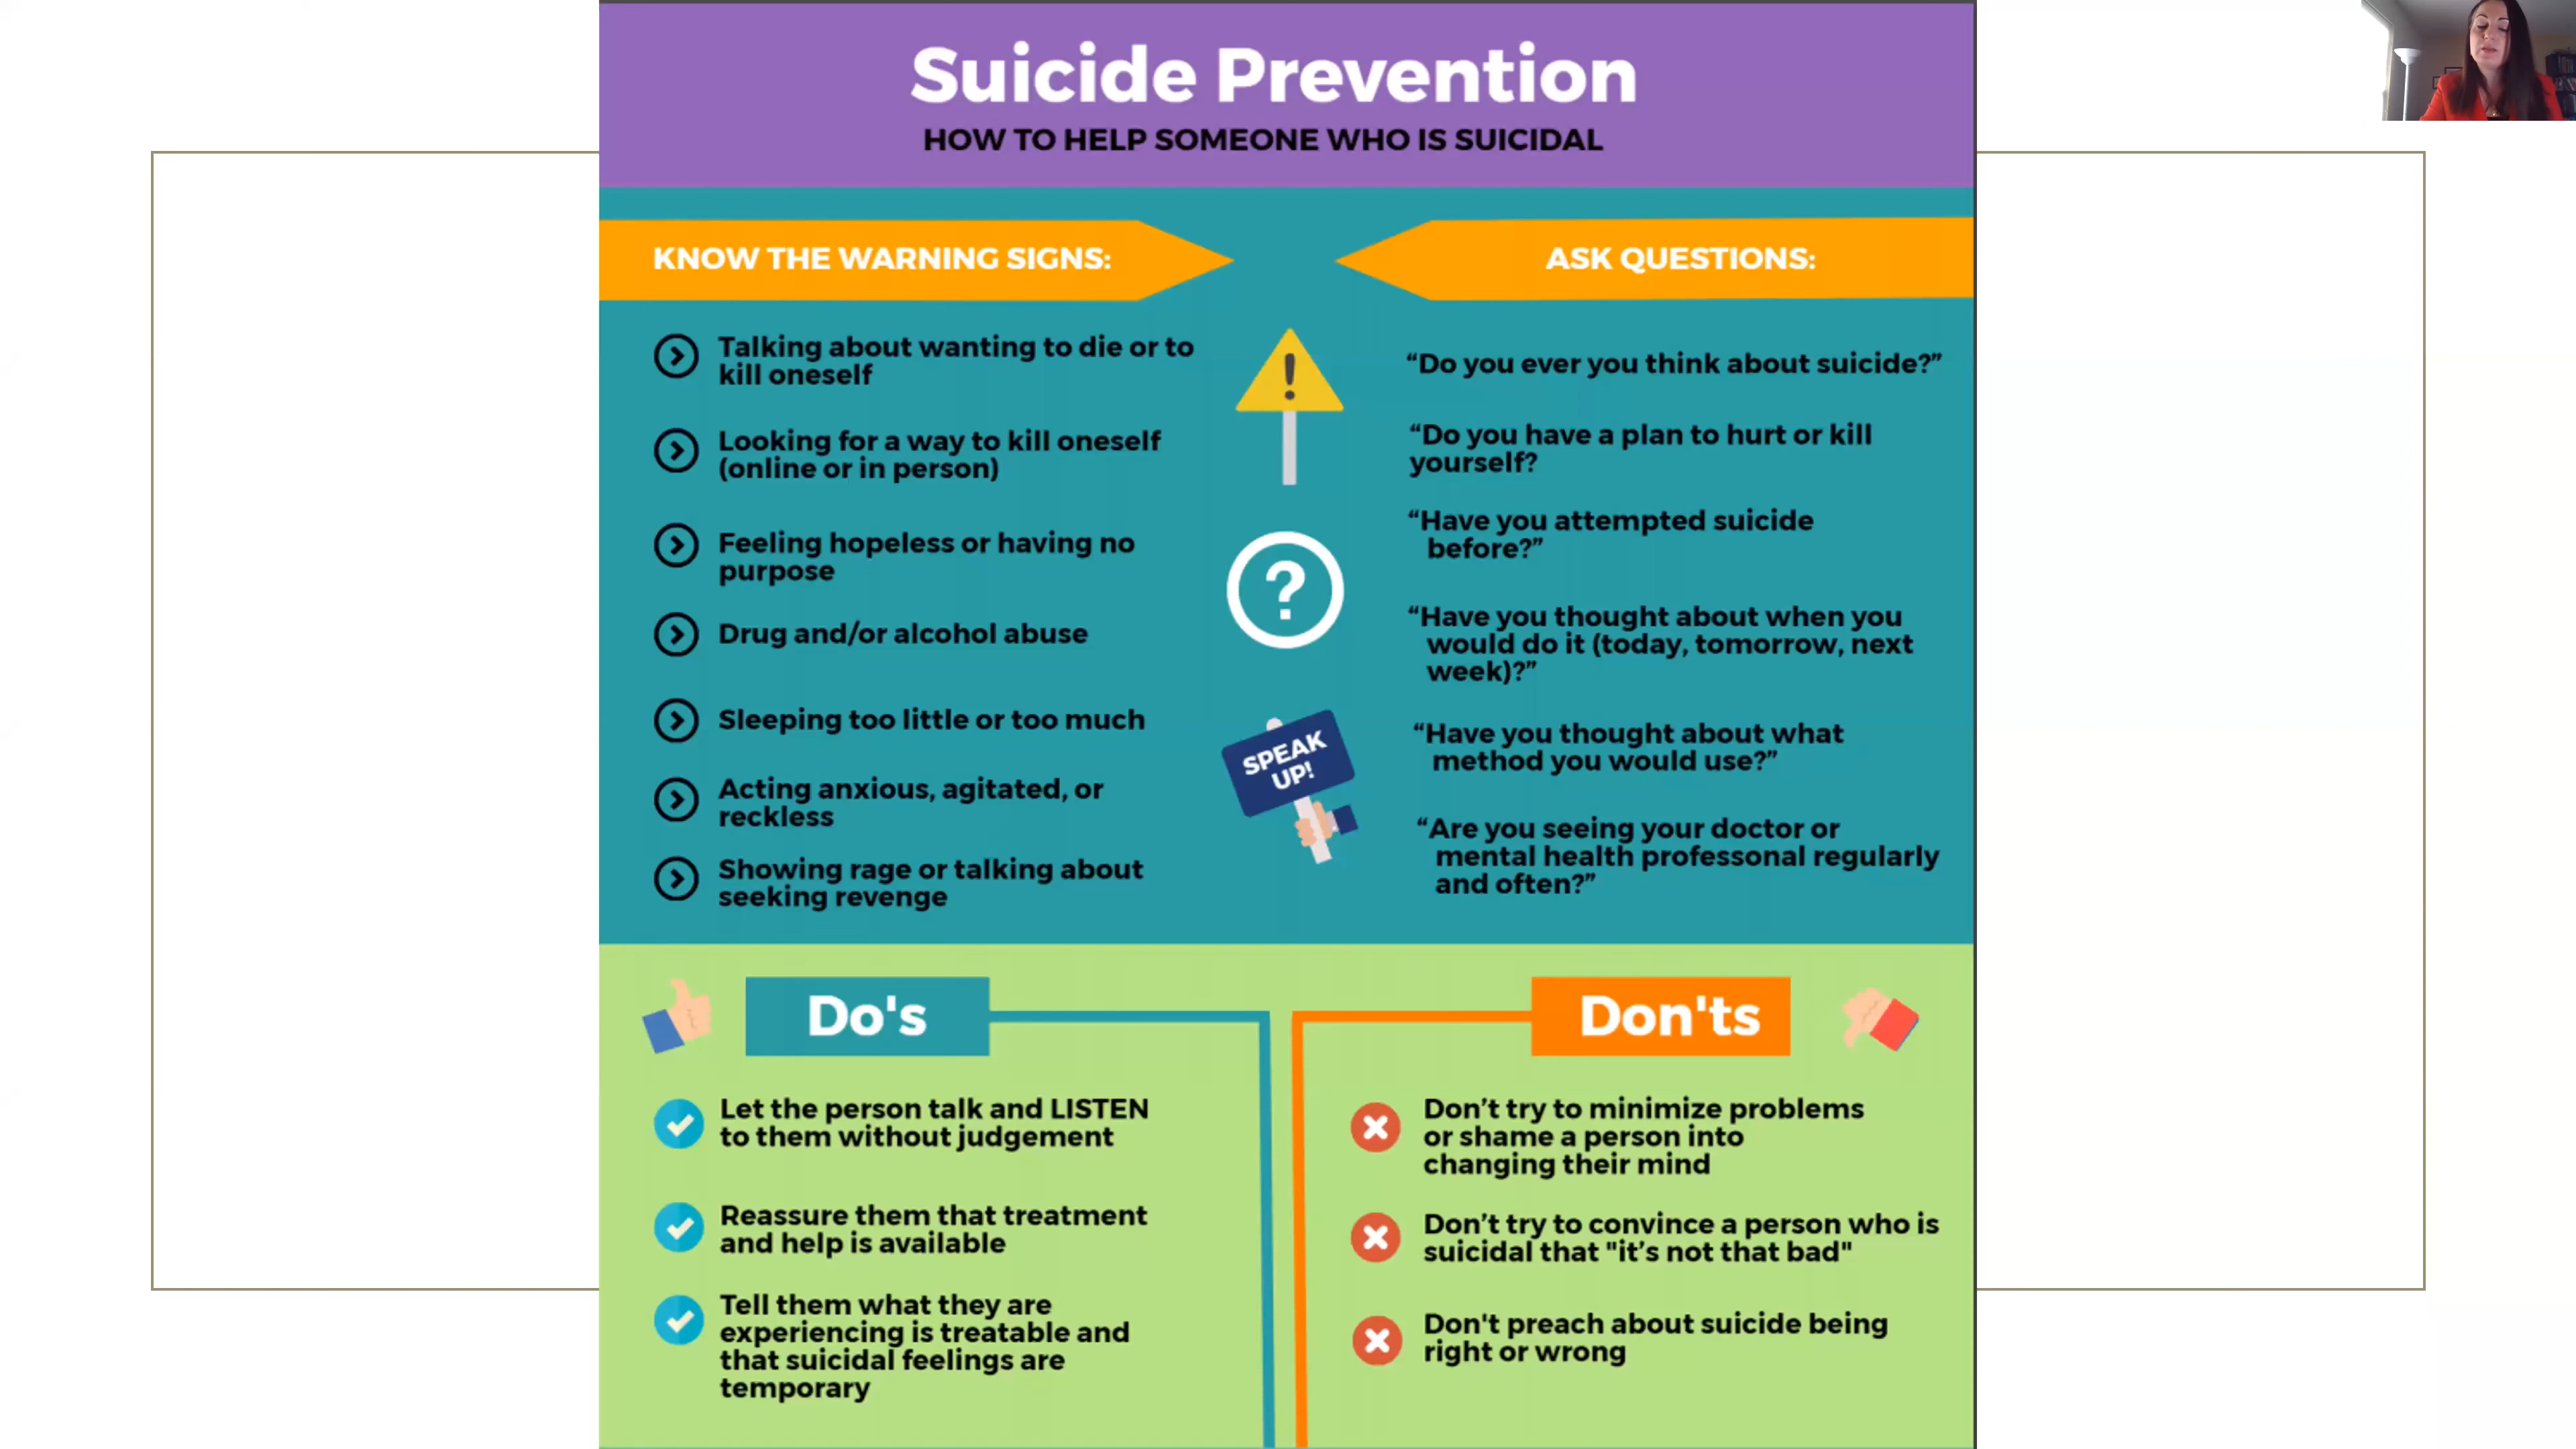 Suicide Prevention
HOW TO HELP SOMEONE WHO IS SUICIDAL
KNOW THE WARNING SIGNS:
Talking about wanting to die or to
kill oneself
Looking for a way to kill oneself
(online or in person)
Feeling hopeless or having no
purpose
Drug and/or alcohol abuse
Sleeping too little or too much
Acting anxious, agitated, or
reckless
Showing rage or talking about
seeking revenge
SPEAK
UP!
ASK QUESTIONS:
“Do you ever you think about suicide?”
“Do you have a plan to hurt or kill
yourself?
“Have you attempted suicide
before?”
“Have you thought about when you
would do it (today, tomorrow, next
week)?”
“Have you thought about what
method you would use?”
“Are you seeing your doctor or
mental health professonal regularly
and often?”
Do's
Let the person talk and LISTEN
to them without judgement
Reassure them that treatment
and help is available
Tell them what they are
experiencing is treatable and
that suicidal feelings are
temporary
Don'ts
Don’t try to minimize problems
or shame a person into
changing their mind
Don’t try to convince a person who is
suicidal that "it’s not that bad"
Don't preach about suicide being
right or wrong